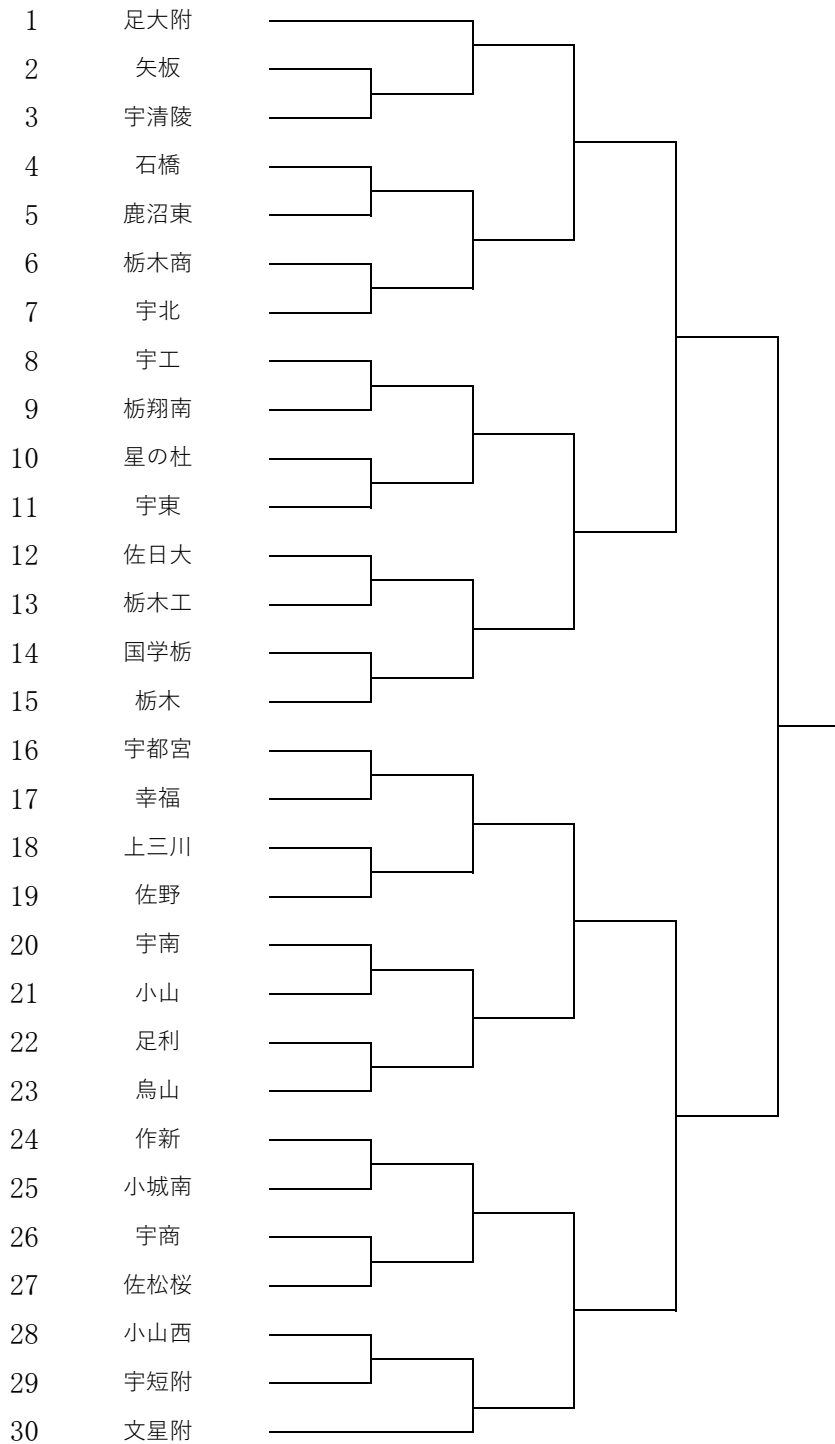 1 足大附
2 矢板
3 宇清陵
4 石橋
5 鹿沼東
6 栃木商
7 宇北
8 宇工
9 栃翔南
10 星の杜
11 宇東
12 佐日大
13 栃木工
14 国学栃
15 栃木
16 宇都宮
17 幸福
18 上三川
19 佐野
20 宇南
21 小山
22 足利
23 烏山
24 作新
25 小城南
26 宇商
27 佐松桜
28 小山西
29 宇短附
30 文星附